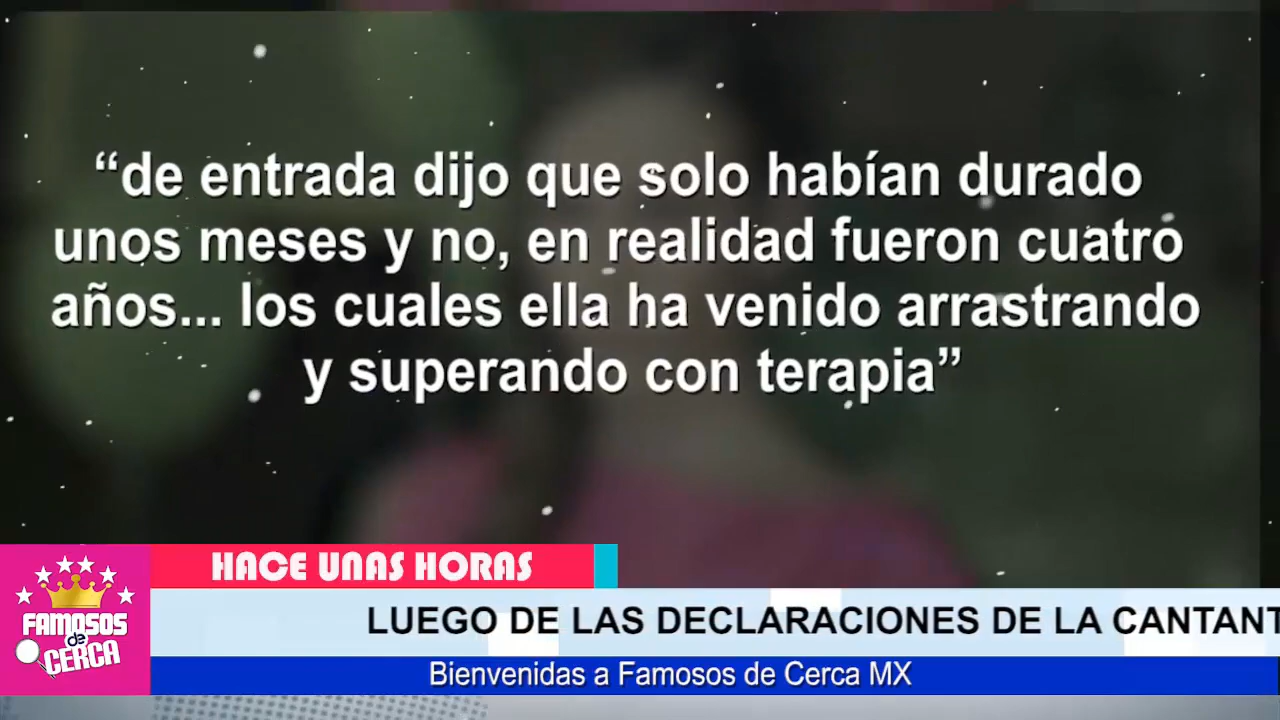 “de entrada dijo que solo habían durado
unos meses y no, en realidad fueron cuatro
años... los cuales ella ha venido arrastrando
y superando con terapia”
HACE UNAS HORAS
FAMOSOS
de
CERCA
LUEGO DE LAS DECLARACIONES DE LA CANTANT
Bienvenidas a Famosos de Cerca MX